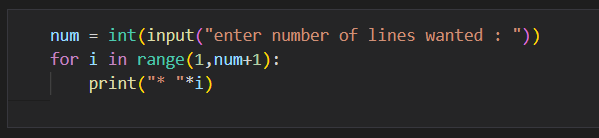 num = int(input("enter number of lines wanted : "))
for i in range(1,num+1):
    print("* "*i)